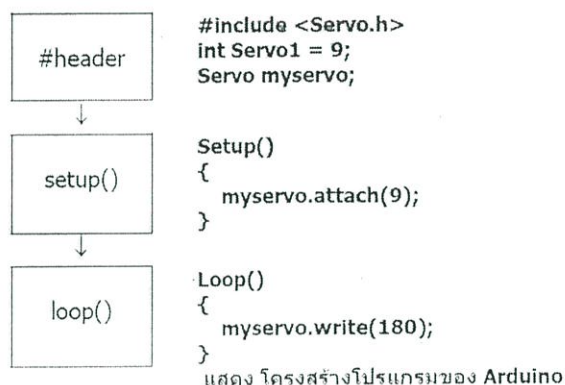 #header
#include <Servo.h>
int Servo1 = 9;
Servo myservo;
setup()
Setup()
{
myservo.attach(9);
}
loop()
Loop()
{
myservo.write(180);
}
แสดง โครงสร้างโปรแกรมของ Arduino